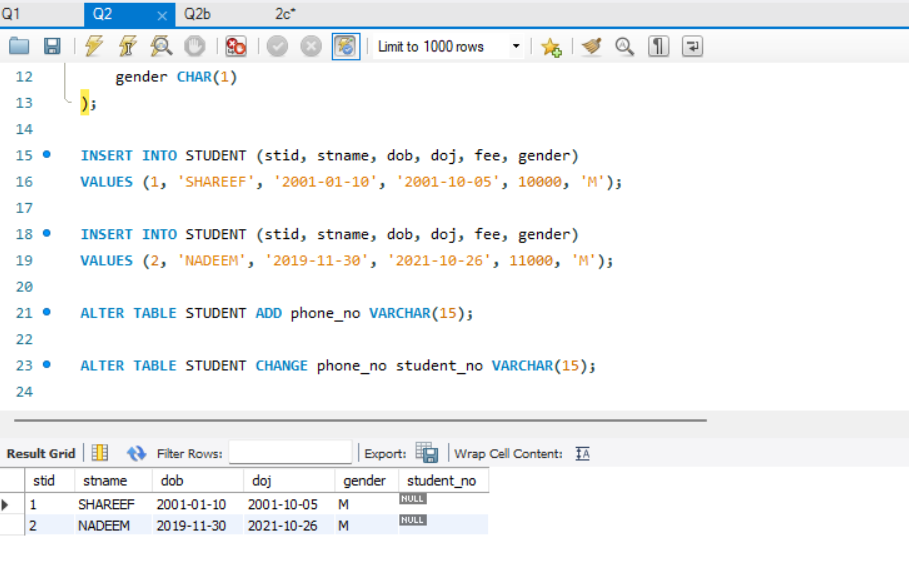 Q1 Q2 Q2b 2c*
Limit to 1000 rows
12 gender CHAR(1)
13 );
14
15 INSERT INTO STUDENT (stid, stname, dob, doj, fee, gender)
16 VALUES (1, 'SHAREEF', '2001-01-10', '2001-10-05', 10000, 'M');
17
18 INSERT INTO STUDENT (stid, stname, dob, doj, fee, gender)
19 VALUES (2, 'NADEEM', '2019-11-30', '2021-10-26', 11000, 'M');
20
21 ALTER TABLE STUDENT ADD phone_no VARCHAR(15);
22
23 ALTER TABLE STUDENT CHANGE phone_no student_no VARCHAR(15);
24
Result Grid Filter Rows: Export: Wrap Cell Content: IA
stid stname dob doj gender student_no
1 SHAREEF 2001-01-10 2001-10-05 M NULL
2 NADEEM 2019-11-30 2021-10-26 M NULL